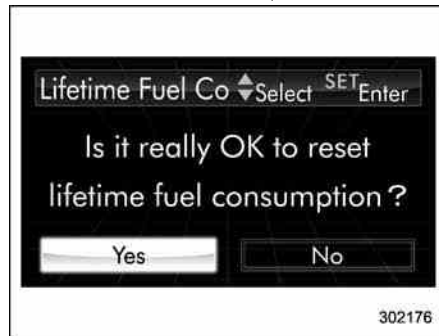 Lifetime Fuel Co Select SET Enter
Is it really OK to reset
lifetime fuel consumption?
Yes No
302176